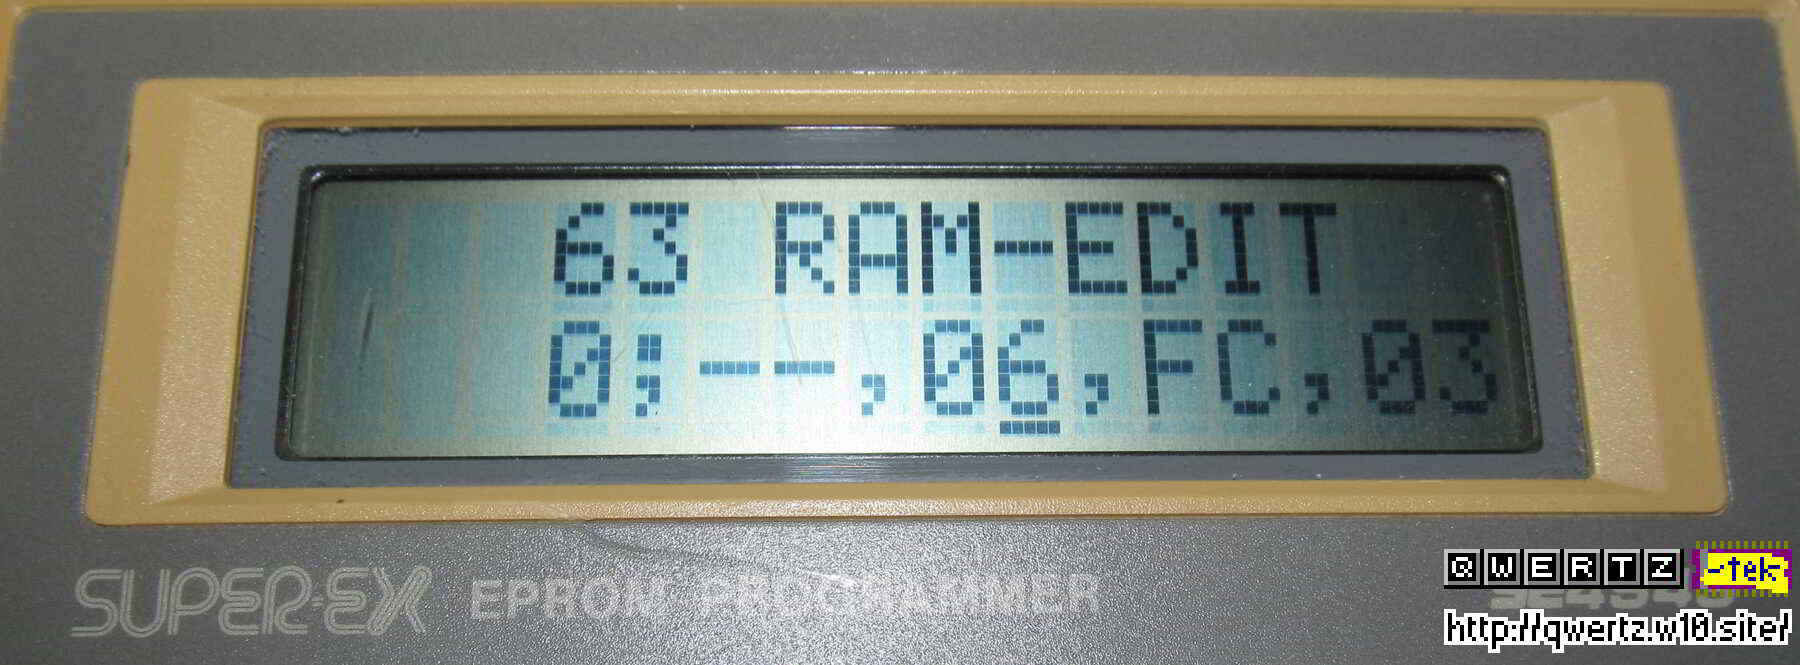 63 RAM-EDIT
0;--,06,FC,03
SUPER-EX EPROM PROGRAMMER
QWERTZ -tek-
http://qwertz.w10.site/